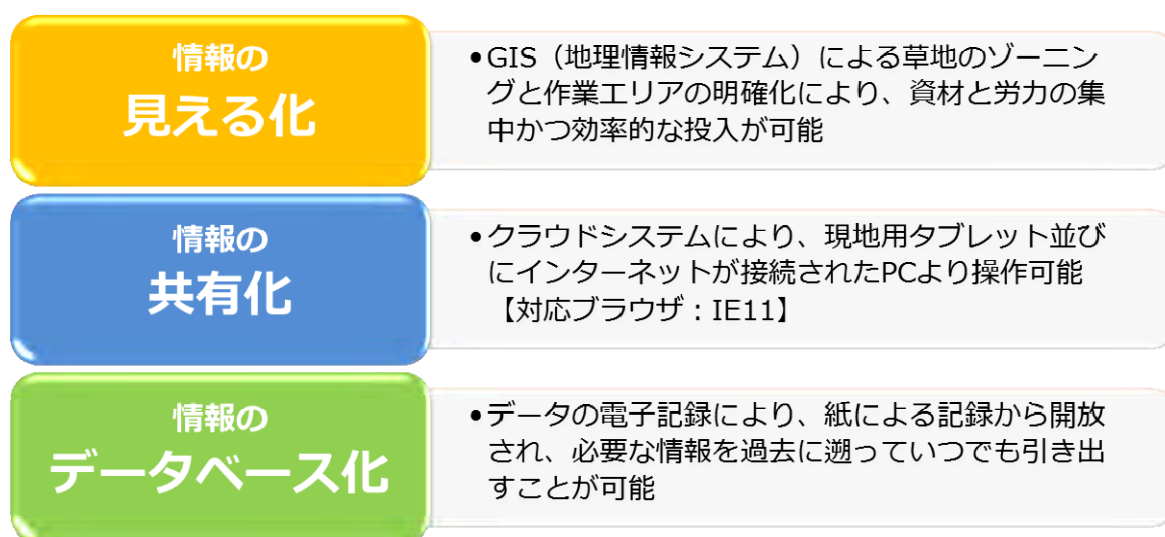 情報の
見える化
•GIS（地理情報システム）による草地のゾーニン
グと作業エリアの明確化により、資材と労力の集
中かつ効率的な投入が可能
情報の
共有化
•クラウドシステムにより、現地用タブレット並び
にインターネットが接続されたPCより操作可能
【対応ブラウザ：IE11】
情報の
データベース化
•データの電子記録により、紙による記録から開放
され、必要な情報を過去に遡っていつでも引き出
すことが可能